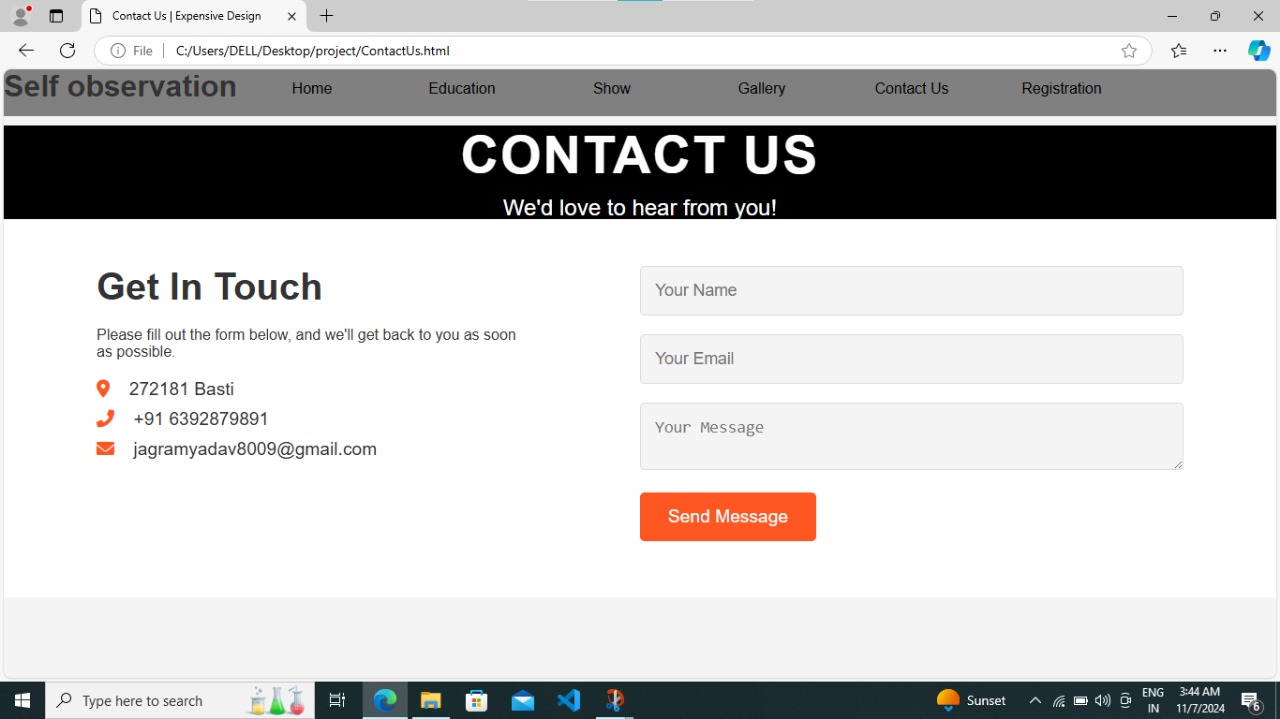 Contact Us | Expensive Design
File
C:/Users/DELL/Desktop/project/ContactUs.html
Self observation Home Education Show Gallery Contact Us Registration
CONTACT US
We'd love to hear from you!
Get In Touch
Please fill out the form below, and we'll get back to you as soon
as possible.
272181 Basti
+91 6392879891
jagramyadav8009@gmail.com
Your Name
Your Email
Your Message
Send Message
Type here to search
Sunset
ENG
IN
3:44 AM
11/7/2024
6